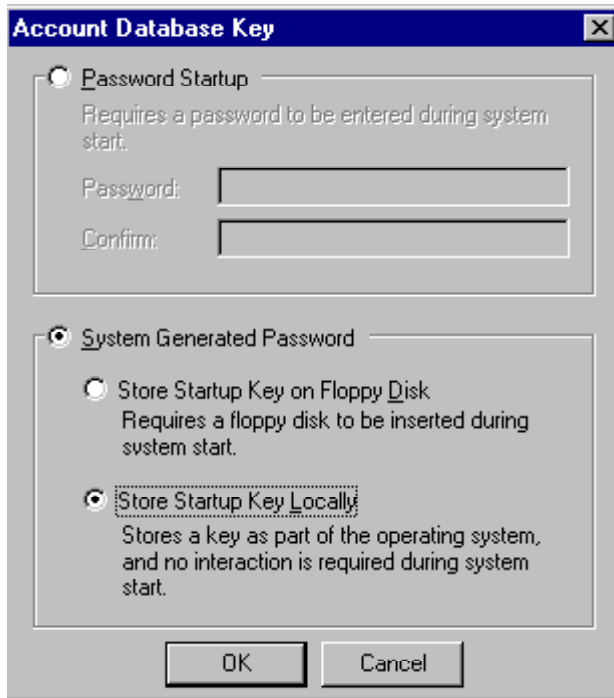 Account Database Key
Password Startup
Requires a password to be entered during system
start.
Password:
Confirm:
System Generated Password
Store Startup Key on Floppy Disk
Requires a floppy disk to be inserted during
system start.
Store Startup Key Locally
Stores a key as part of the operating system,
and no interaction is required during system
start.
OK Cancel